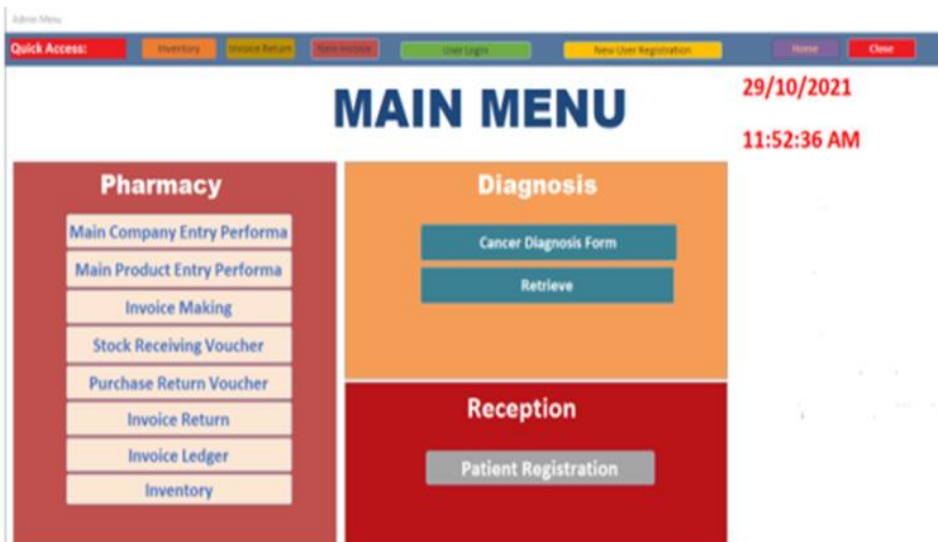 Admin Menu
Quick Access: Inventory Invoice Return New Invoice User Login New User Registration Home Close
MAIN MENU
29/10/2021
11:52:36 AM
Pharmacy
Main Company Entry Performa
Main Product Entry Performa
Invoice Making
Stock Receiving Voucher
Purchase Return Voucher
Invoice Return
Invoice Ledger
Inventory
Diagnosis
Cancer Diagnosis Form
Retrieve
Reception
Patient Registration